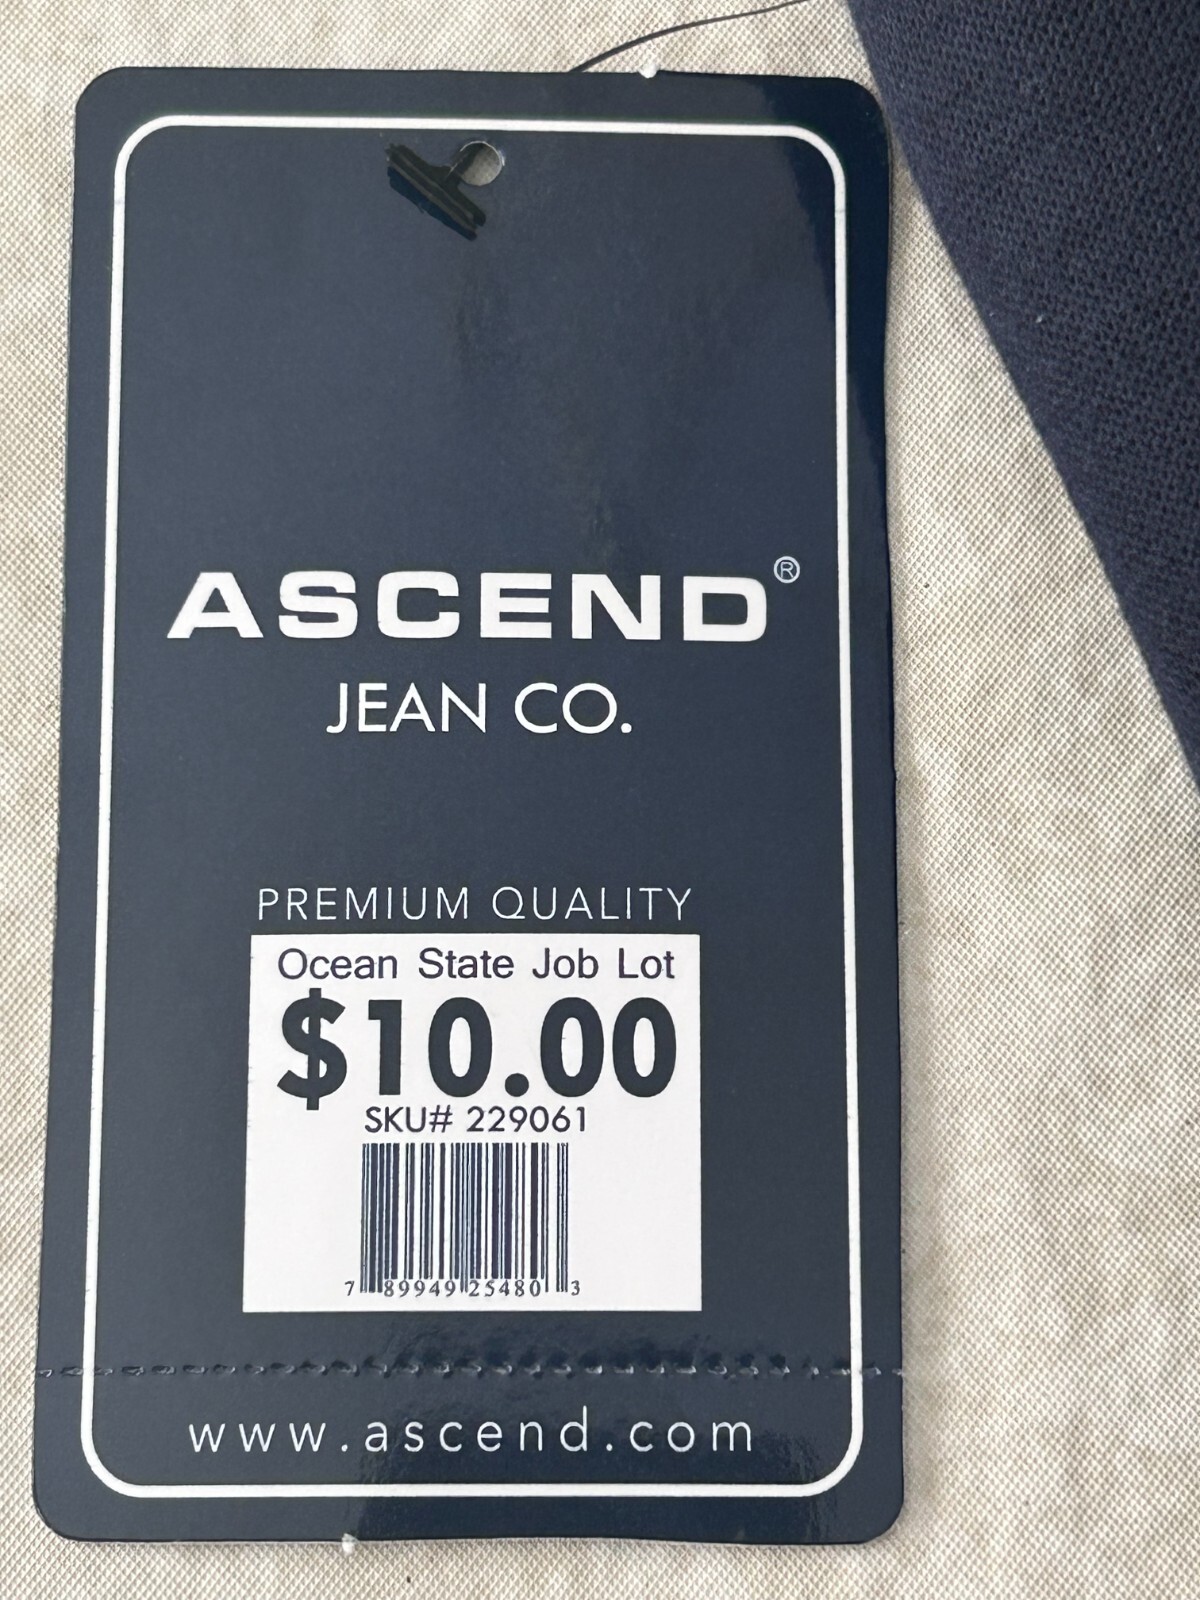 ASCEND®
JEAN CO.
PREMIUM QUALITY
Ocean State Job Lot
$10.00
SKU# 229061
7 89949 25480 3
www.ascend.com